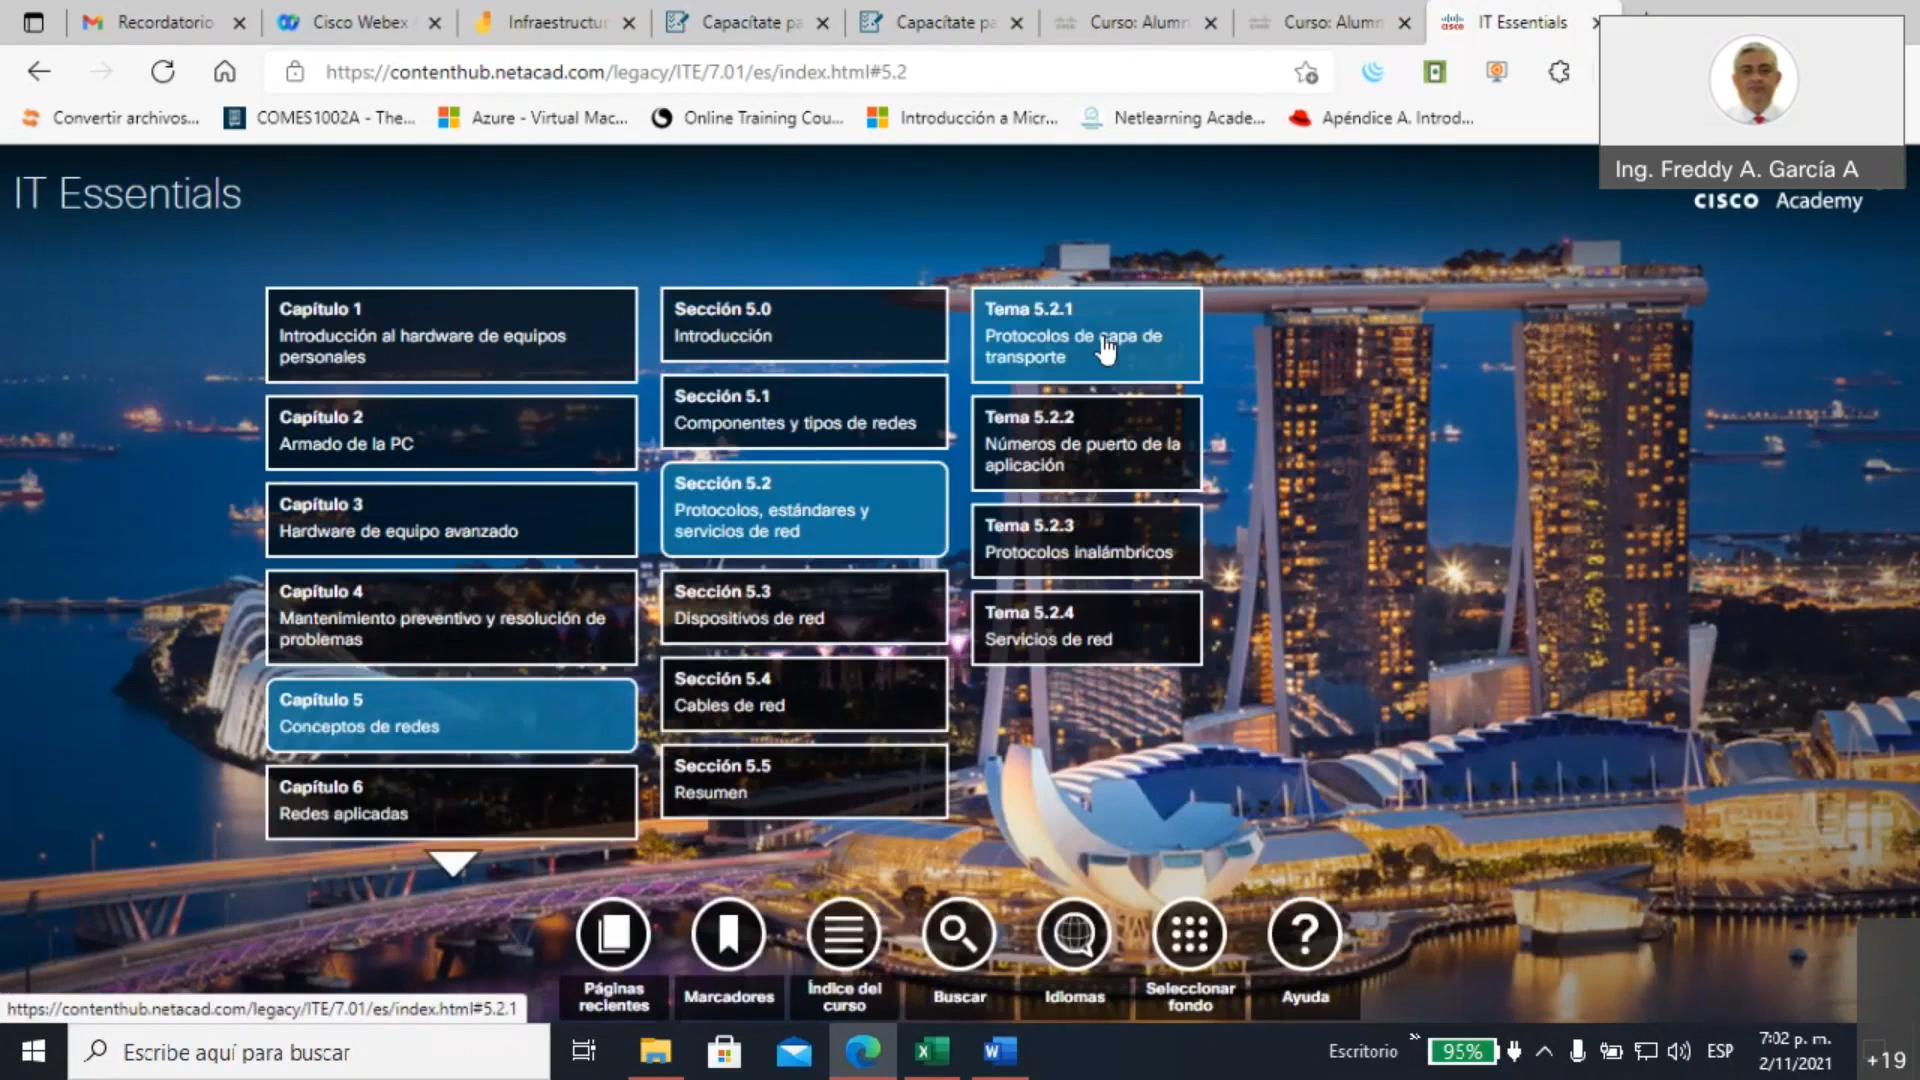 Recordatorio
Cisco Webex
Infraestructur
Capacítate pa
Capacítate pa
Curso: Alumn
Curso: Alumn
IT Essentials
https://contenthub.netacad.com/legacy/ITE/7.01/es/index.html#5.2
Convertir archivos...
COMES1002A - The...
Azure - Virtual Mac...
Online Training Cou...
Introducción a Micr...
Netlearning Acade...
Apéndice A. Introd...
Ing. Freddy A. García A
IT Essentials
CISCO Academy
Capítulo 1
Introducción al hardware de equipos
personales
Capítulo 2
Armado de la PC
Capítulo 3
Hardware de equipo avanzado
Capítulo 4
Mantenimiento preventivo y resolución de
problemas
Capítulo 5
Conceptos de redes
Capítulo 6
Redes aplicadas
Sección 5.0
Introducción
Sección 5.1
Componentes y tipos de redes
Sección 5.2
Protocolos, estándares y
servicios de red
Sección 5.3
Dispositivos de red
Sección 5.4
Cables de red
Sección 5.5
Resumen
Tema 5.2.1
Protocolos de capa de
transporte
Tema 5.2.2
Números de puerto de la
aplicación
Tema 5.2.3
Protocolos inalámbricos
Tema 5.2.4
Servicios de red
Páginas
recientes
Marcadores
Índice del
curso
Buscar
Idiomas
Seleccionar
fondo
Ayuda
https://contenthub.netacad.com/legacy/ITE/7.01/es/index.html#5.2.1
Escribe aquí para buscar
Escritorio
95%
ESP
7:02 p. m.
2/11/2021
+19